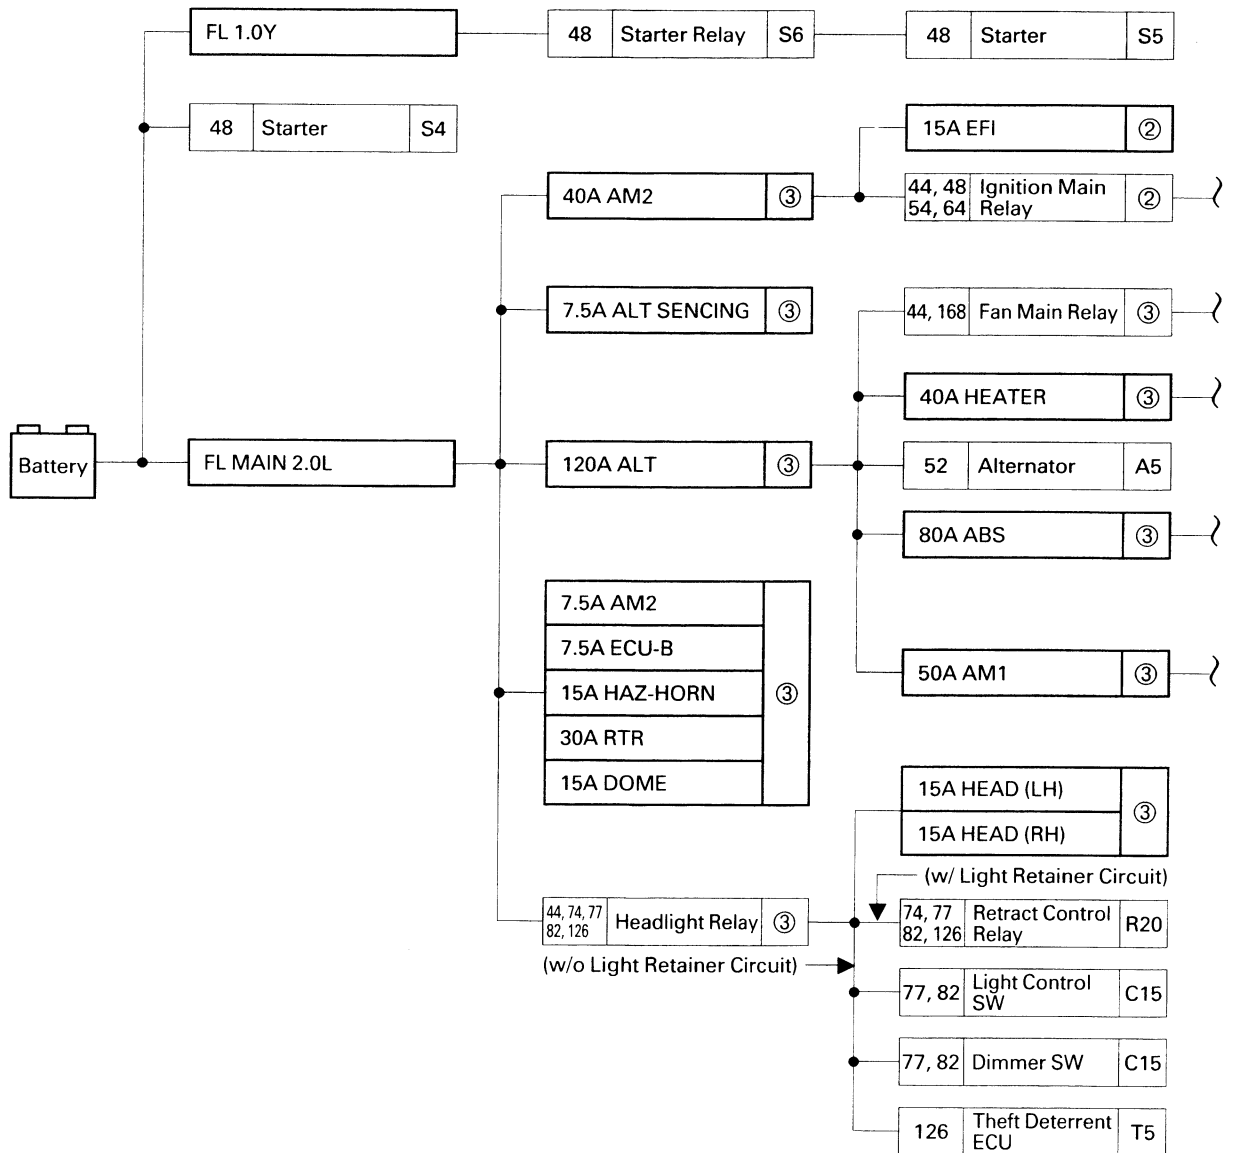 FL 1.0Y
48 Starter Relay S6
48 Starter S5
48 Starter S4
15A EFI ②
40A AM2 ③
44, 48 Ignition Main
54, 64 Relay ②
7.5A ALT SENCING ③
44, 168 Fan Main Relay ③
40A HEATER ③
Battery
FL MAIN 2.0L
120A ALT ③
52 Alternator A5
80A ABS ③
7.5A AM2
7.5A ECU-B
15A HAZ-HORN ③
30A RTR
15A DOME
50A AM1 ③
15A HEAD (LH)
15A HEAD (RH) ③
(w/ Light Retainer Circuit)
44, 74, 77
82, 126 Headlight Relay ③
74, 77 Retract Control
82, 126 Relay R20
(w/o Light Retainer Circuit)
77, 82 Light Control
SW C15
77, 82 Dimmer SW C15
126 Theft Deterrent
ECU T5